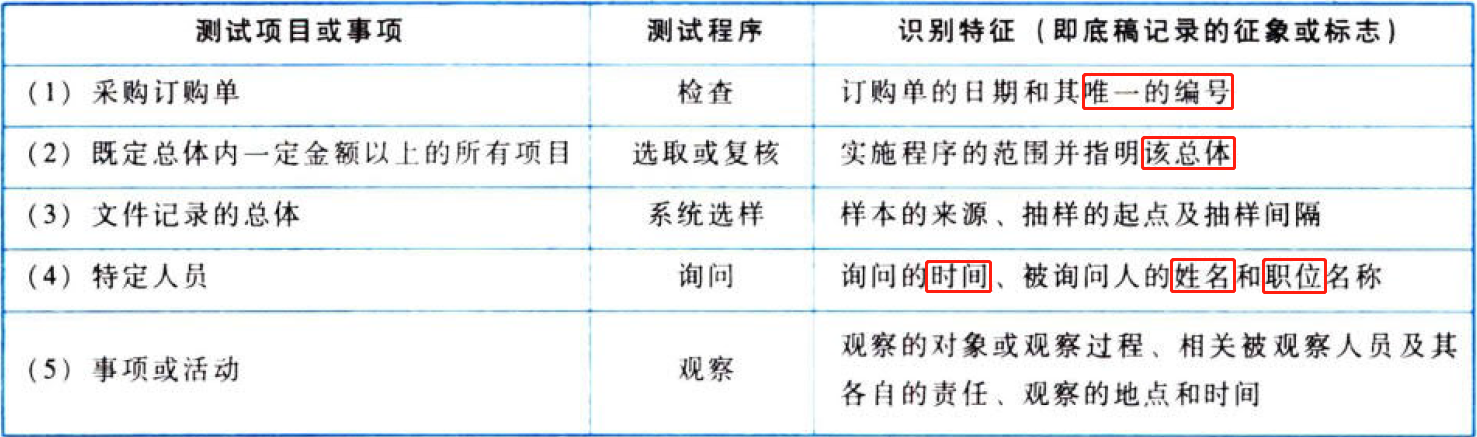 测试项目或事项 测试程序 识别特征（即底稿记录的征象或标志）
（1）采购订购单 检查 订购单的日期和其唯一的编号
（2）既定总体内一定金额以上的所有项目 选取或复核 实施程序的范围并指明该总体
（3）文件记录的总体 系统选样 样本的来源、抽样的起点及抽样间隔
（4）特定人员 询问 询问的时间、被询问人的姓名和职位名称
（5）事项或活动 观察 观察的对象或观察过程、相关被观察人员及其
各自的责任、观察的地点和时间